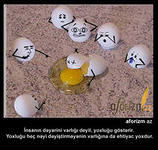 aforizm az
İnsanın dəyərini varlığı deyil, yoxluğu göstərir.
Yoxluğu heç nəyi dəyişdirməyənin varlığına da ehtiyac yoxdur.